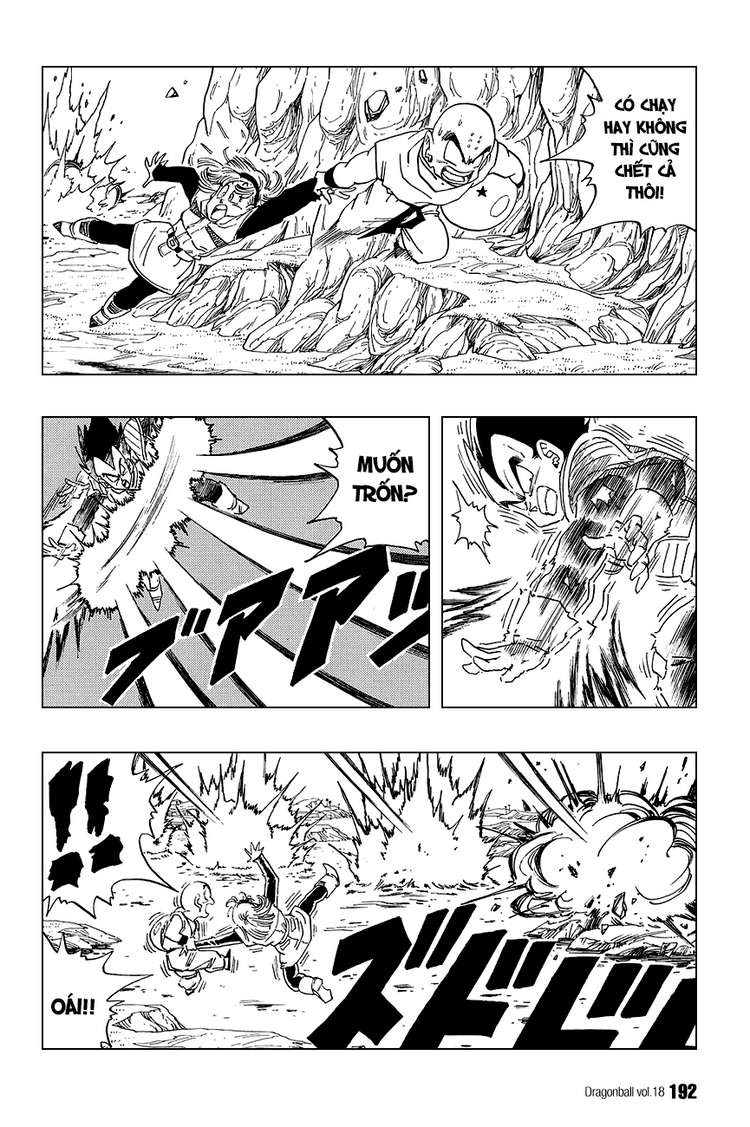 CÓ CHẠY
HAY KHÔNG
THÌ CŨNG
CHẾT CẢ
THÔI!
MUỐN
TRỐN?
ブアアッ
!!
OÁI!!
ズドドド
Dragonball vol.18 192